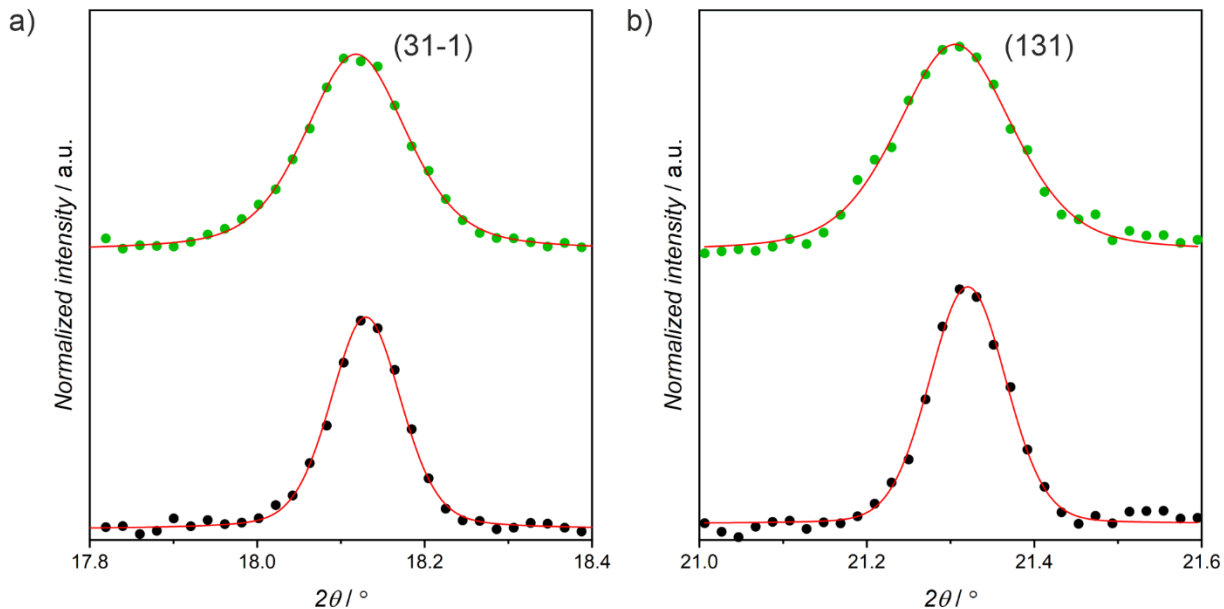 a)
(31-1)
Normalized intensity / a.u.
17.8 18.0 18.2 18.4
2θ / °
b)
(131)
Normalized intensity / a.u.
21.0 21.2 21.4 21.6
2θ / °